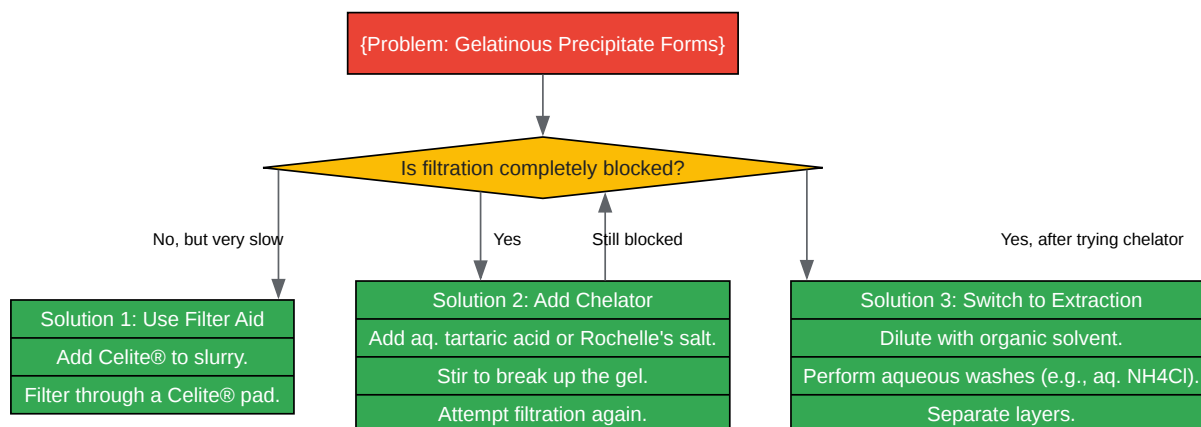 {Problem: Gelatinous Precipitate Forms}
Is filtration completely blocked?
No, but very slow
Yes
Still blocked
Yes, after trying chelator
Solution 1: Use Filter Aid
Add Celite® to slurry.
Filter through a Celite® pad.
Solution 2: Add Chelator
Add aq. tartaric acid or Rochelle's salt.
Stir to break up the gel.
Attempt filtration again.
Solution 3: Switch to Extraction
Dilute with organic solvent.
Perform aqueous washes (e.g., aq. NH4Cl).
Separate layers.